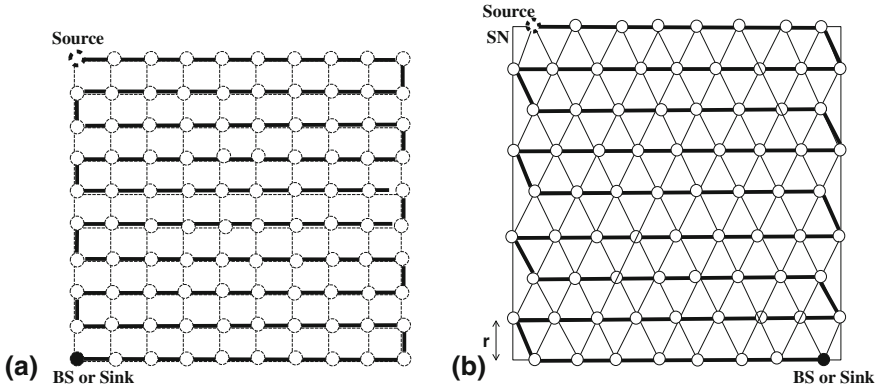 Source
(a)
BS or Sink
Source
SN
r
(b)
BS or Sink